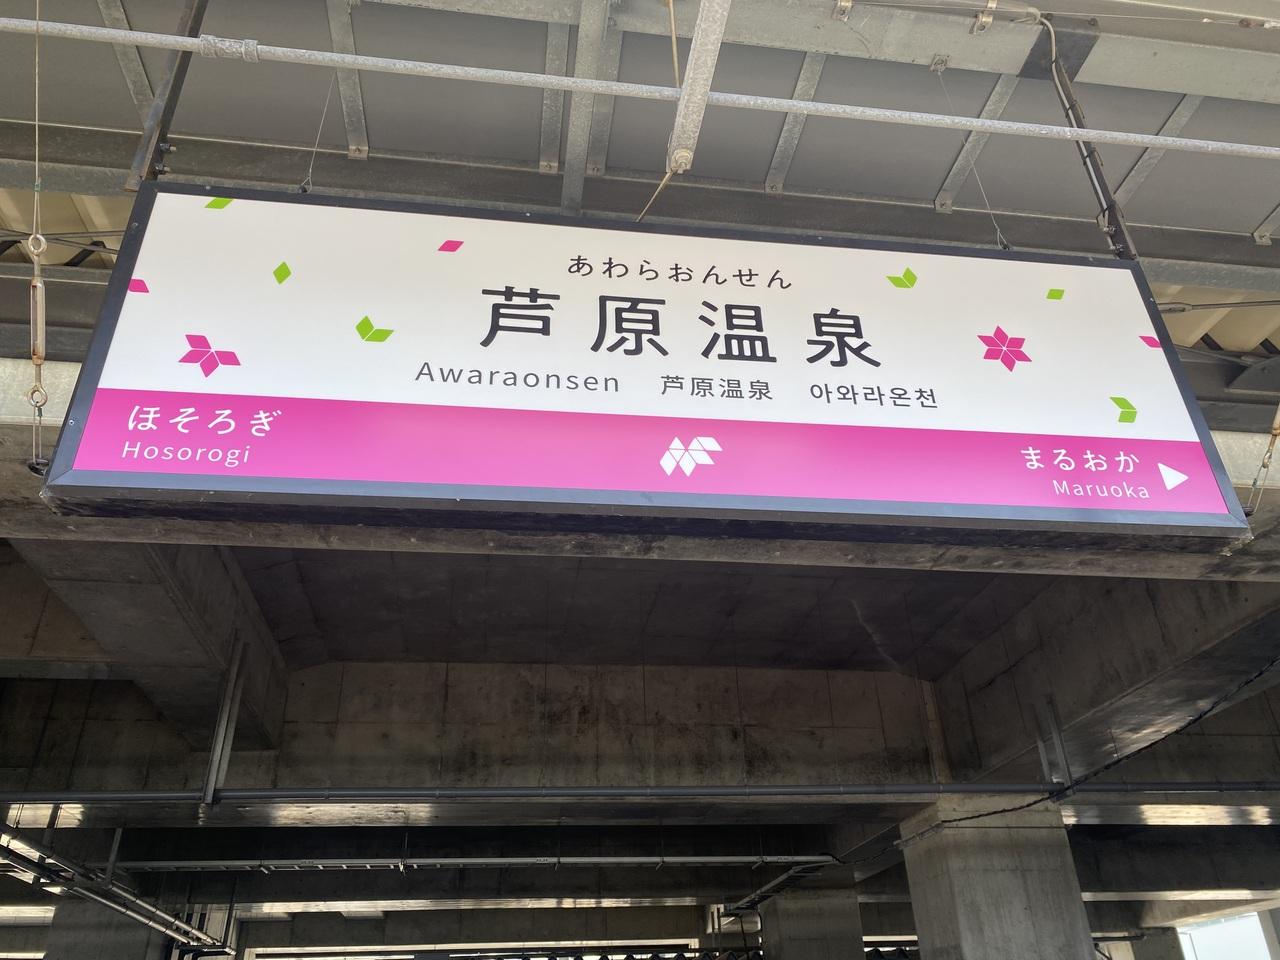 あわらおんせん
芦原温泉
Awaraonsen 芦原温泉 아와라온천
ほそろぎ まるおか
Hosorogi Maruoka